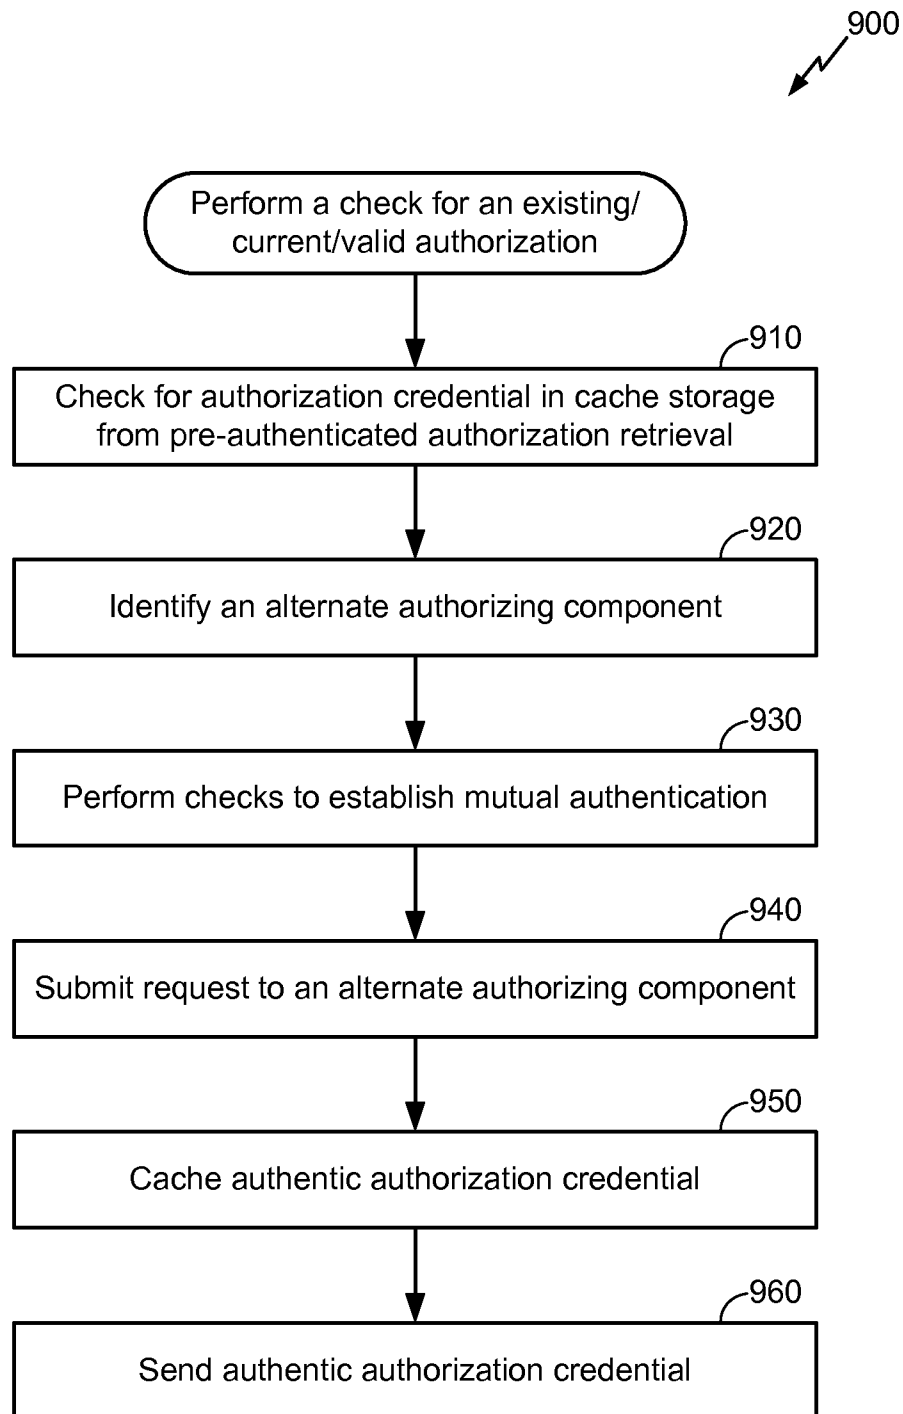 900
Perform a check for an existing/
current/valid authorization
910
Check for authorization credential in cache storage
from pre-authenticated authorization retrieval
920
Identify an alternate authorizing component
930
Perform checks to establish mutual authentication
940
Submit request to an alternate authorizing component
950
Cache authentic authorization credential
960
Send authentic authorization credential